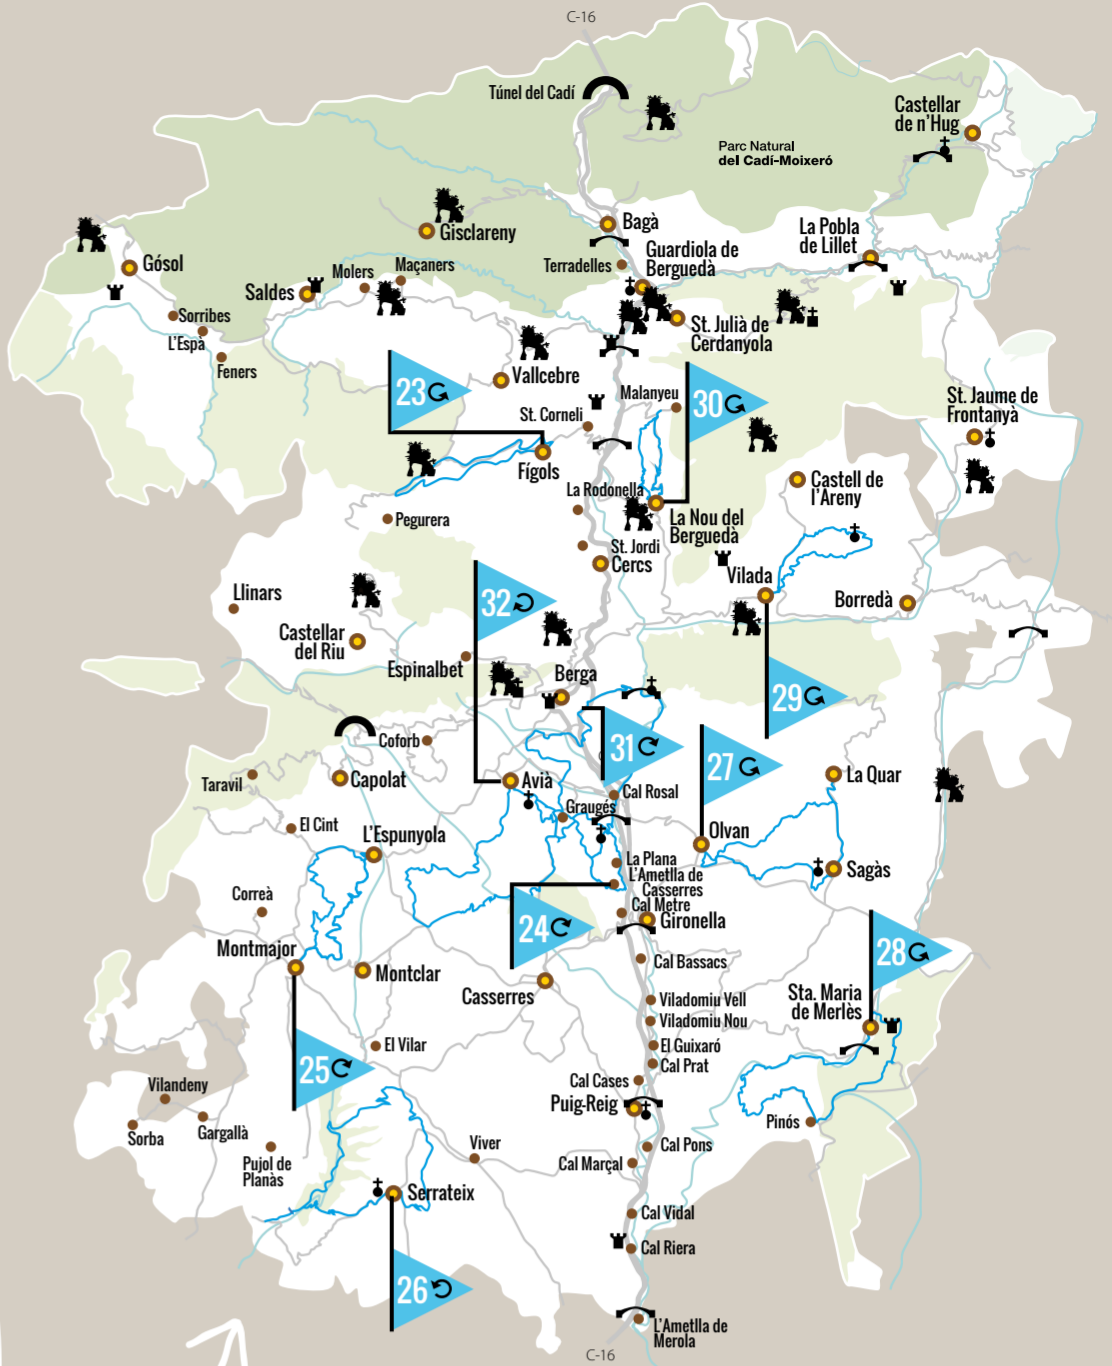 C-16
Túnel del Cadí
Castellar
de n'Hug
Parc Natural
del Cadí-Moixeró
Bagà
La Pobla
de Lillet
Gisclareny
Guardiola de
Berguedà
Terradelles
Gósol
Molers
Maçaners
Saldes
Sorribes
L'Espà
Feners
St. Julià de
Cerdanyola
Vallcebre
23
Malanyeu
30
St. Jaume de
Frontanyà
St. Corneli
Fígols
La Rodonella
Castell de
l'Areny
Pegurera
La Nou del
Berguedà
St. Jordi
Cercs
Vilada
Borredà
Llinars
32
Castellar
del Riu
Espinalbet
Berga
29
Coforb
31
27
Taravil
Capolat
Avià
Cal Rosal
La Quar
Graugés
El Cint
L'Espunyola
Olvan
La Plana
L'Ametlla de
Casserres
Sagàs
Correà
Cal Metre
24
Gironella
Montmajor
Montclar
Cal Bassacs
28
Casserres
Viladomiu Vell
Sta. Maria
de Merlès
Viladomiu Nou
El Vilar
El Guixaró
Cal Prat
25
Cal Cases
Vilandeny
Puig-Reig
Gargallà
Sorba
Pinós
Viver
Cal Pons
Pujol de
Planàs
Cal Marçal
Serrateix
Cal Vidal
Cal Riera
26
L'Ametlla de
Merola
C-16